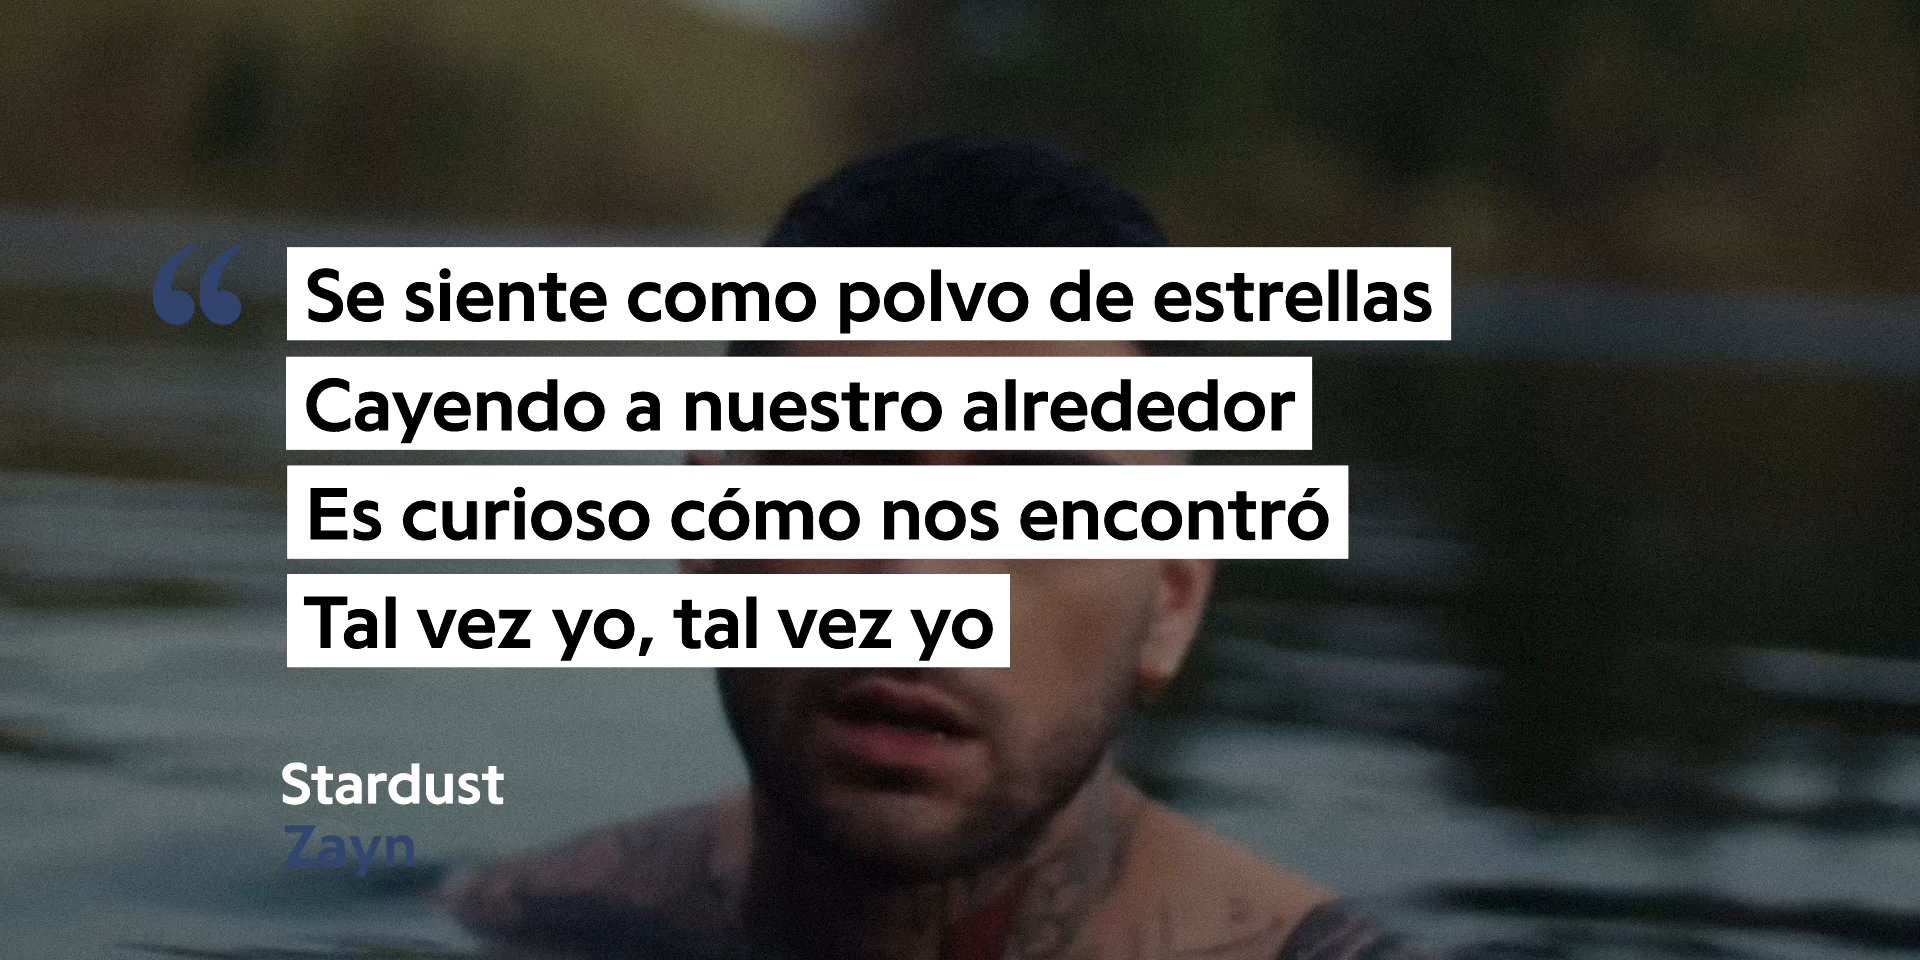 “
Se siente como polvo de estrellas
Cayendo a nuestro alrededor
Es curioso cómo nos encontró
Tal vez yo, tal vez yo
Stardust
Zayn